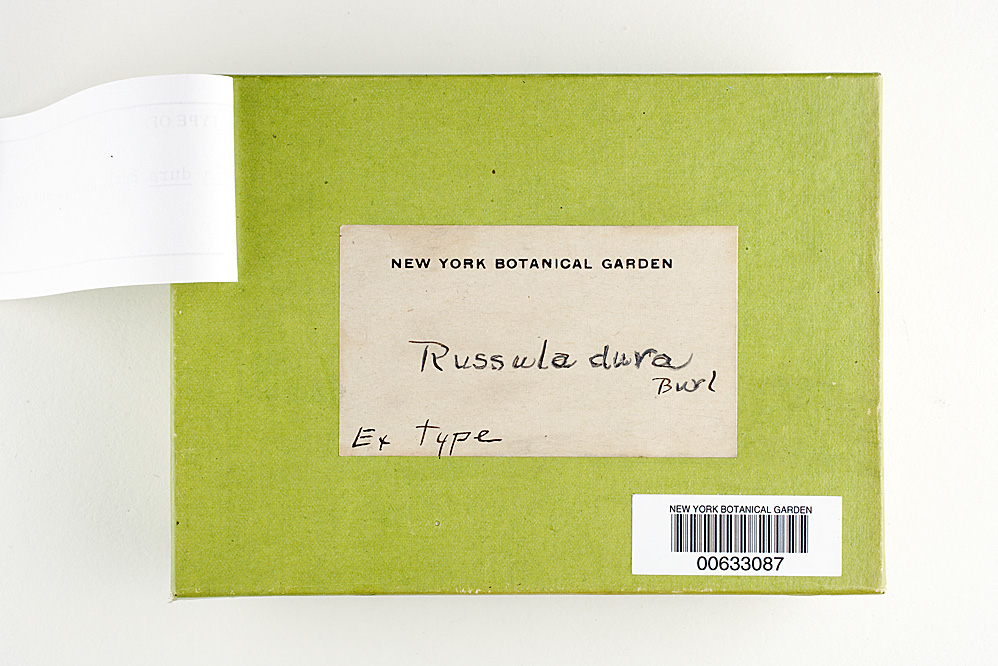 NEW YORK BOTANICAL GARDEN
Russula dura
Burl
Ex type
NEW YORK BOTANICAL GARDEN
00633087